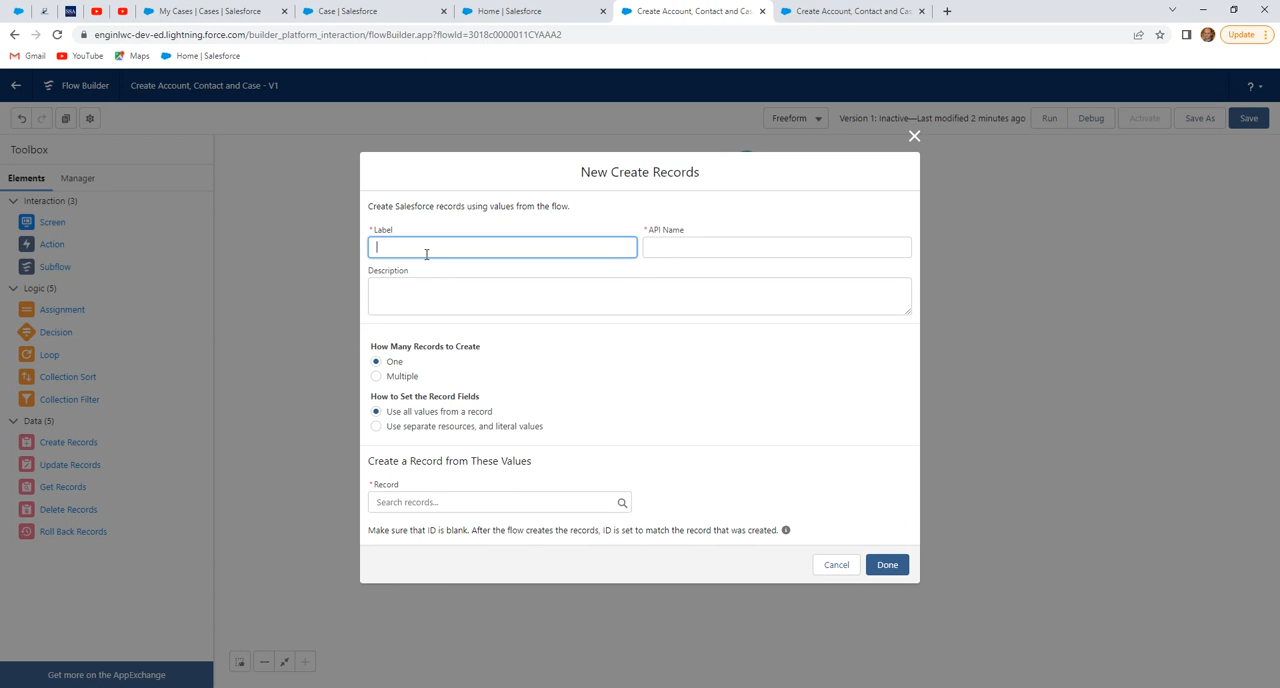 SSA
My Cases | Cases | Salesforce
Case | Salesforce
Home | Salesforce
Create Account, Contact and Cas
Create Account, Contact and Cas
enginlwc-dev-ed.lightning.force.com/builder_platform_interaction/flowBuilder.app?flowId=3018c0000011CYAAA2
Update
Gmail
YouTube
Maps
Home | Salesforce
Flow Builder
Create Account, Contact and Case - V1
?
Freeform
Version 1: Inactive—Last modified 2 minutes ago
Run
Debug
Activate
Save As
Save
Toolbox
Elements
Manager
Interaction (3)
Screen
Action
Subflow
Logic (5)
Assignment
Decision
Loop
Collection Sort
Collection Filter
Data (5)
Create Records
Update Records
Get Records
Delete Records
Roll Back Records
Get more on the AppExchange
New Create Records
Create Salesforce records using values from the flow.
* Label
* API Name
Description
How Many Records to Create
One
Multiple
How to Set the Record Fields
Use all values from a record
Use separate resources, and literal values
Create a Record from These Values
* Record
Search records...
Make sure that ID is blank. After the flow creates the records, ID is set to match the record that was created.
Cancel
Done